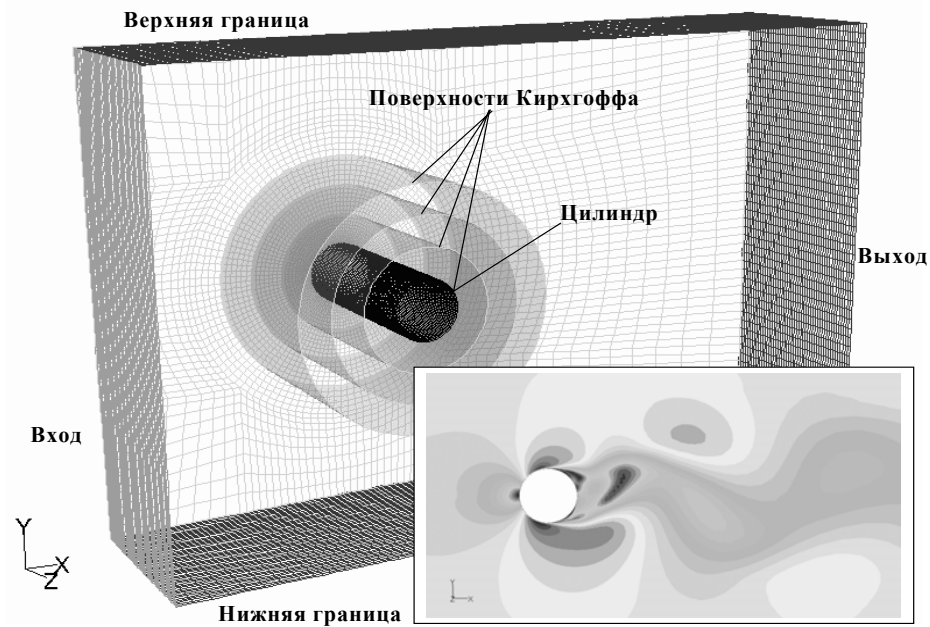 Верхняя граница
Поверхности Кирхгоффа
Цилиндр
Выход
Вход
Y
X
Z
Нижняя граница
Y
Z X